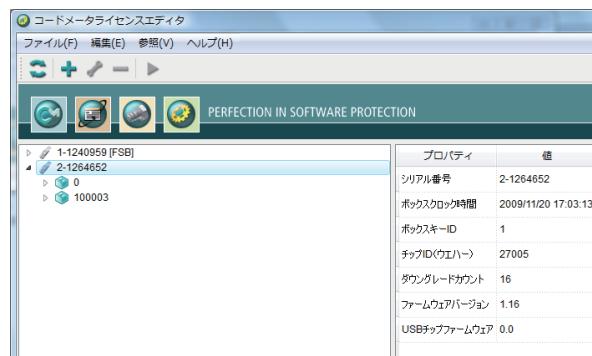 コードメータライセンスエディタ
ファイル(F) 編集(E) 参照(V) ヘルプ(H)
PERFECTION IN SOFTWARE PROTECTION
1-1240959 [FSB]
2-1264652
0
100003
プロパティ 値
シリアル番号 2-1264652
ボックスクロック時間 2009/11/20 17:03:13
ボックスキーID 1
チップID(ウエハー) 27005
ダウングレードカウント 16
ファームウェアバージョン 1.16
USBチップファームウェア 0.0